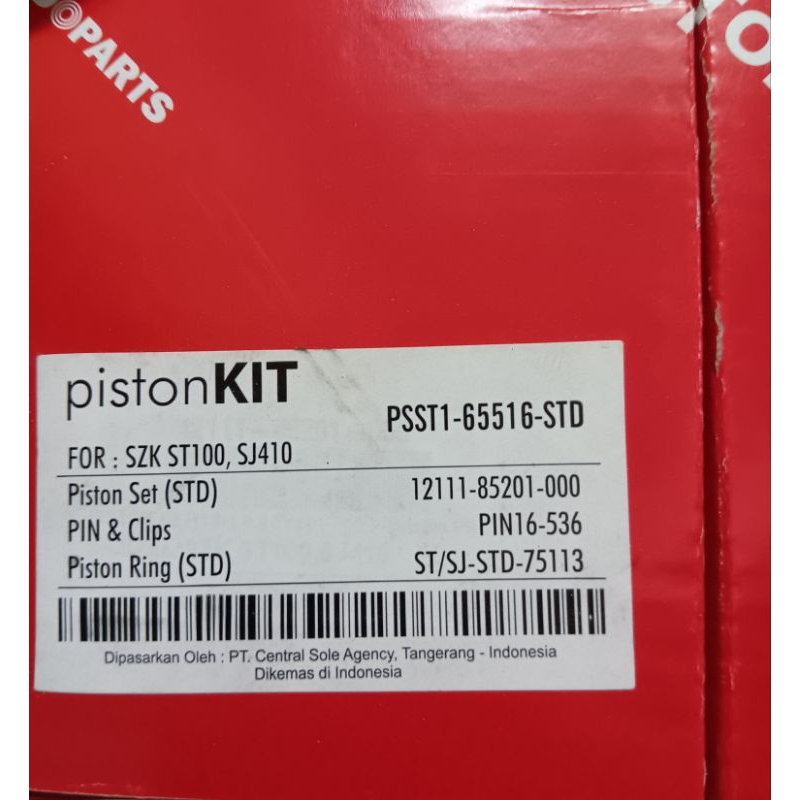 OPARTS
pistonKIT
PSST1-65516-STD
FOR : SZK ST100, SJ410
Piston Set (STD) 12111-85201-000
PIN & Clips PIN16-536
Piston Ring (STD) ST/SJ-STD-75113
Dipasarkan Oleh : PT. Central Sole Agency, Tangerang - Indonesia
Dikemas di Indonesia